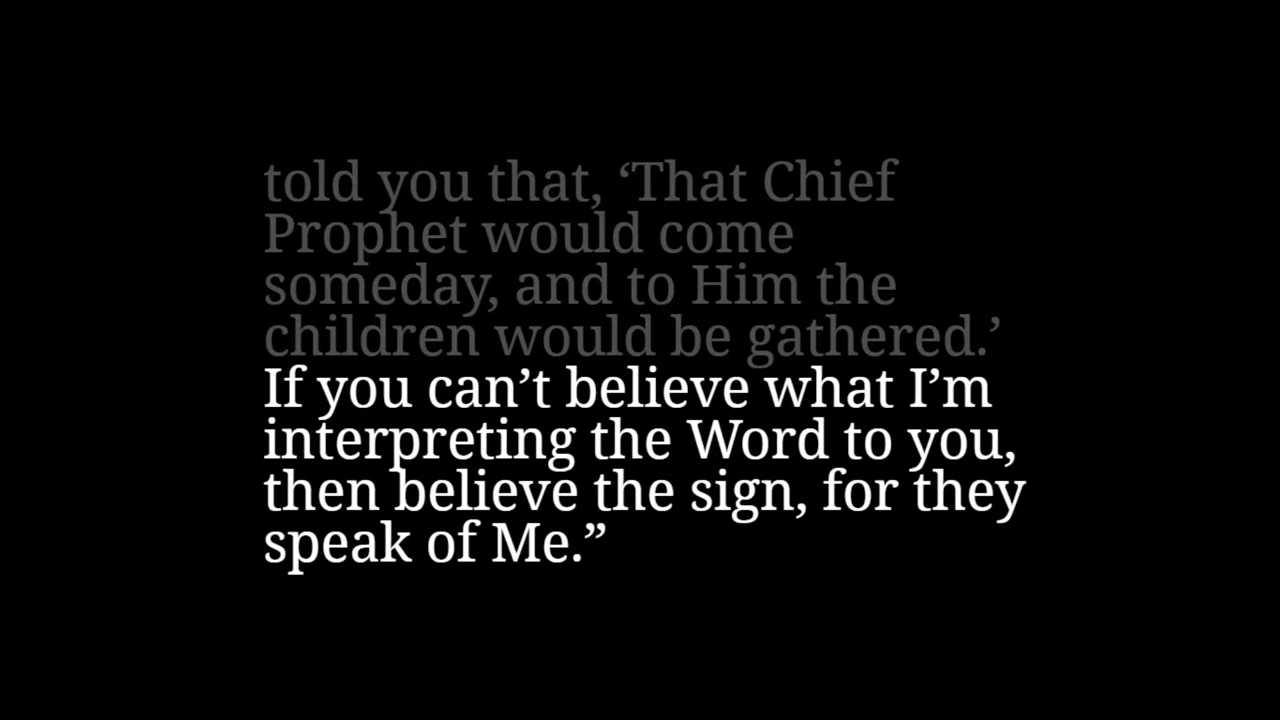 told you that, ‘That Chief
Prophet would come
someday, and to Him the
children would be gathered.’
If you can’t believe what I’m
interpreting the Word to you,
then believe the sign, for they
speak of Me.”